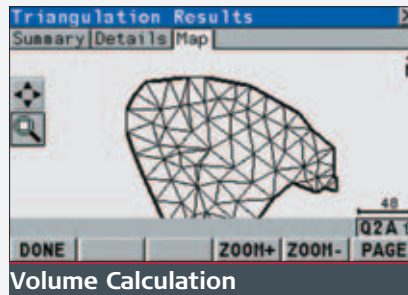 Triangulation Results X
Summary Details Map
48
Q2A
DONE ZOOM+ ZOOM- PAGE
Volume Calculation